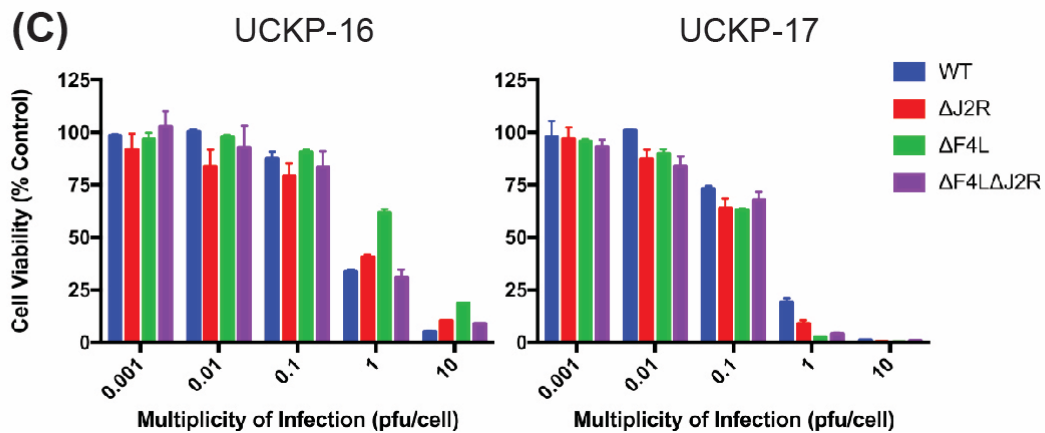 (C)
UCKP-16
UCKP-17
Cell Viability (% Control)
125
100
75
50
25
0
0.001
0.01
0.1
1
10
Multiplicity of Infection (pfu/cell)
125
100
75
50
25
0
0.001
0.01
0.1
1
10
Multiplicity of Infection (pfu/cell)
WT
ΔJ2R
ΔF4L
ΔF4LΔJ2R